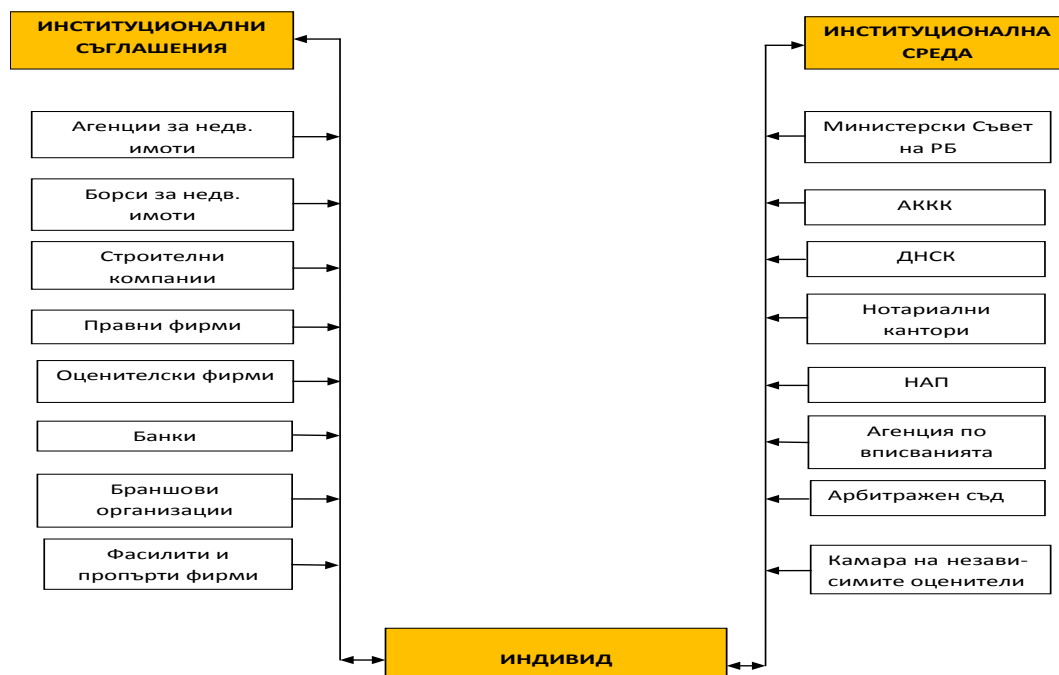 ИНСТИТУЦИОНАЛНИ
СЪГЛАШЕНИЯ
Агенции за недв.
имоти
Борси за недв.
имоти
Строителни
компании
Правни фирми
Оценителски фирми
Банки
Браншови
организации
Фасилити и
пропърти фирми
ИНСТИТУЦИОНАЛНА
СРЕДА
Министерски Съвет
на РБ
АККК
ДНСК
Нотариални
кантори
НАП
Агенция по
вписванията
Арбитражен съд
Камара на незави-
симите оценители
ИНДИВИД